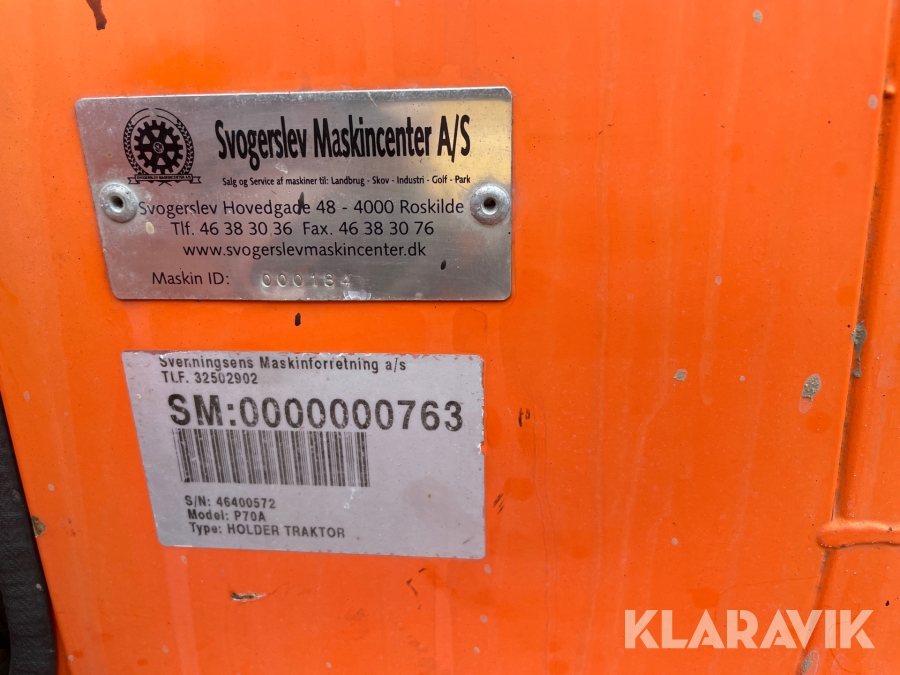 Svogerslev Maskincenter A/S
SVOGERSLEV MASKINCENTER A/S
Salg og Service af maskiner til: Landbrug - Skov - Industri - Golf - Park
Svogerslev Hovedgade 48 - 4000 Roskilde
Tlf. 46 38 30 36 Fax. 46 38 30 76
www.svogerslevmaskincenter.dk
Maskin ID: 000184
Svenningsens Maskinforretning a/s
TLF. 32502902
SM:0000000763
S/N: 46400572
Model: P70A
Type: HOLDER TRAKTOR
KLARAVIK